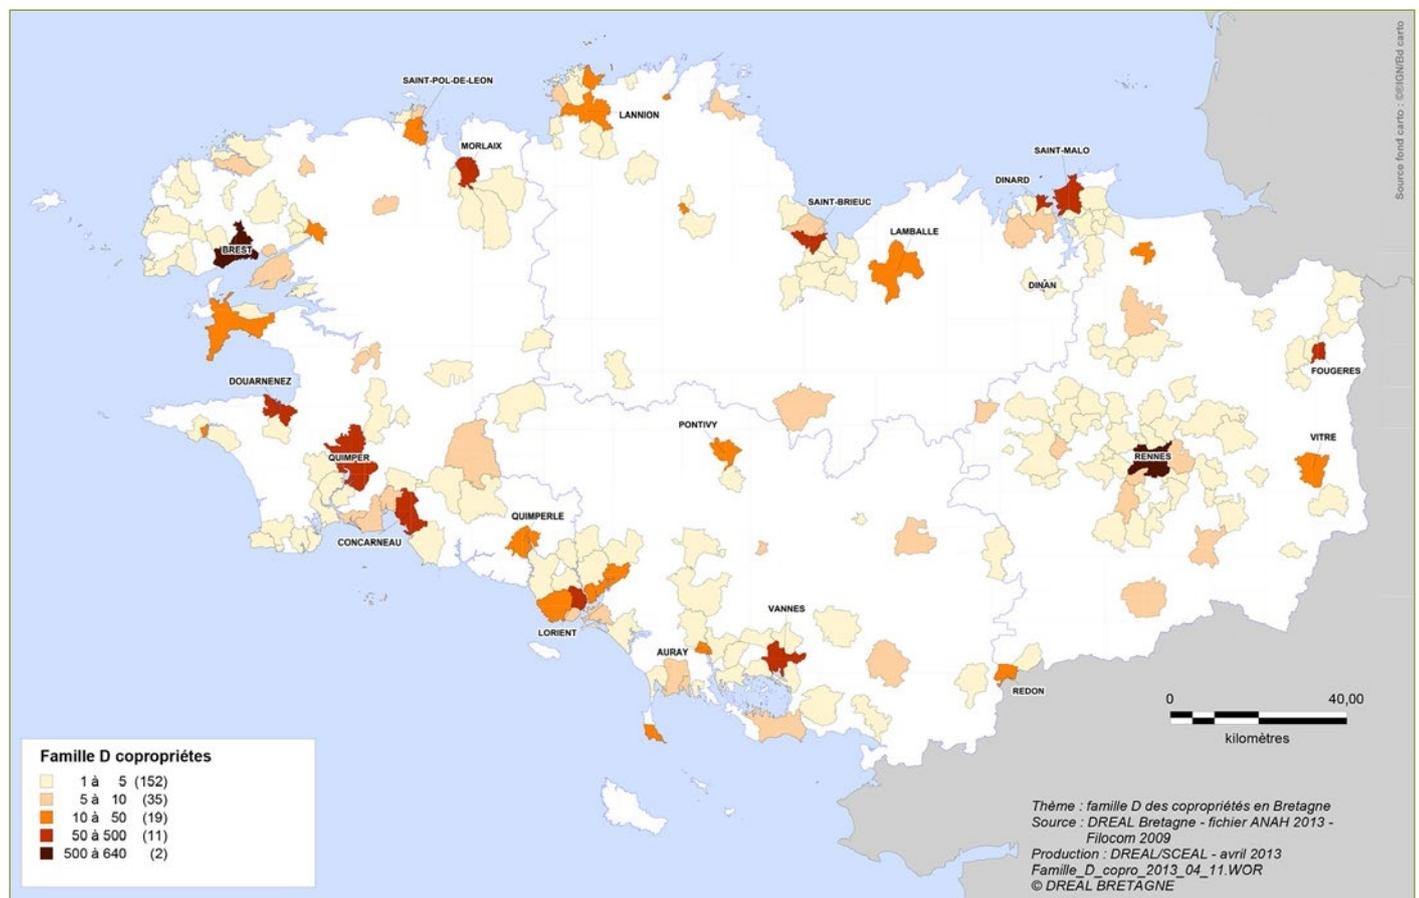 Source fond carto : ©EIGN/Bd carto
SAINT-POL-DE-LEON
LANNION
MORLAIX
SAINT-MALO
DINARD
SAINT-BRIEUC
LAMBALLE
BREST
DINAN
FOUGERES
DOUARNENEZ
PONTIVY
VITRE
QUIMPER
RENNES
QUIMPERLE
CONCARNEAU
VANNES
LORIENT
AURAY
REDON
0 40,00
kilomètres
Famille D copropriétes
1 à 5 (152)
5 à 10 (35)
10 à 50 (19)
50 à 500 (11)
500 à 640 (2)
Thème : famille D des copropriétés en Bretagne
Source : DREAL Bretagne - fichier ANAH 2013 -
Filocom 2009
Production : DREAL/SCEAL - avril 2013
Famille_D_copro_2013_04_11.WOR
© DREAL BRETAGNE